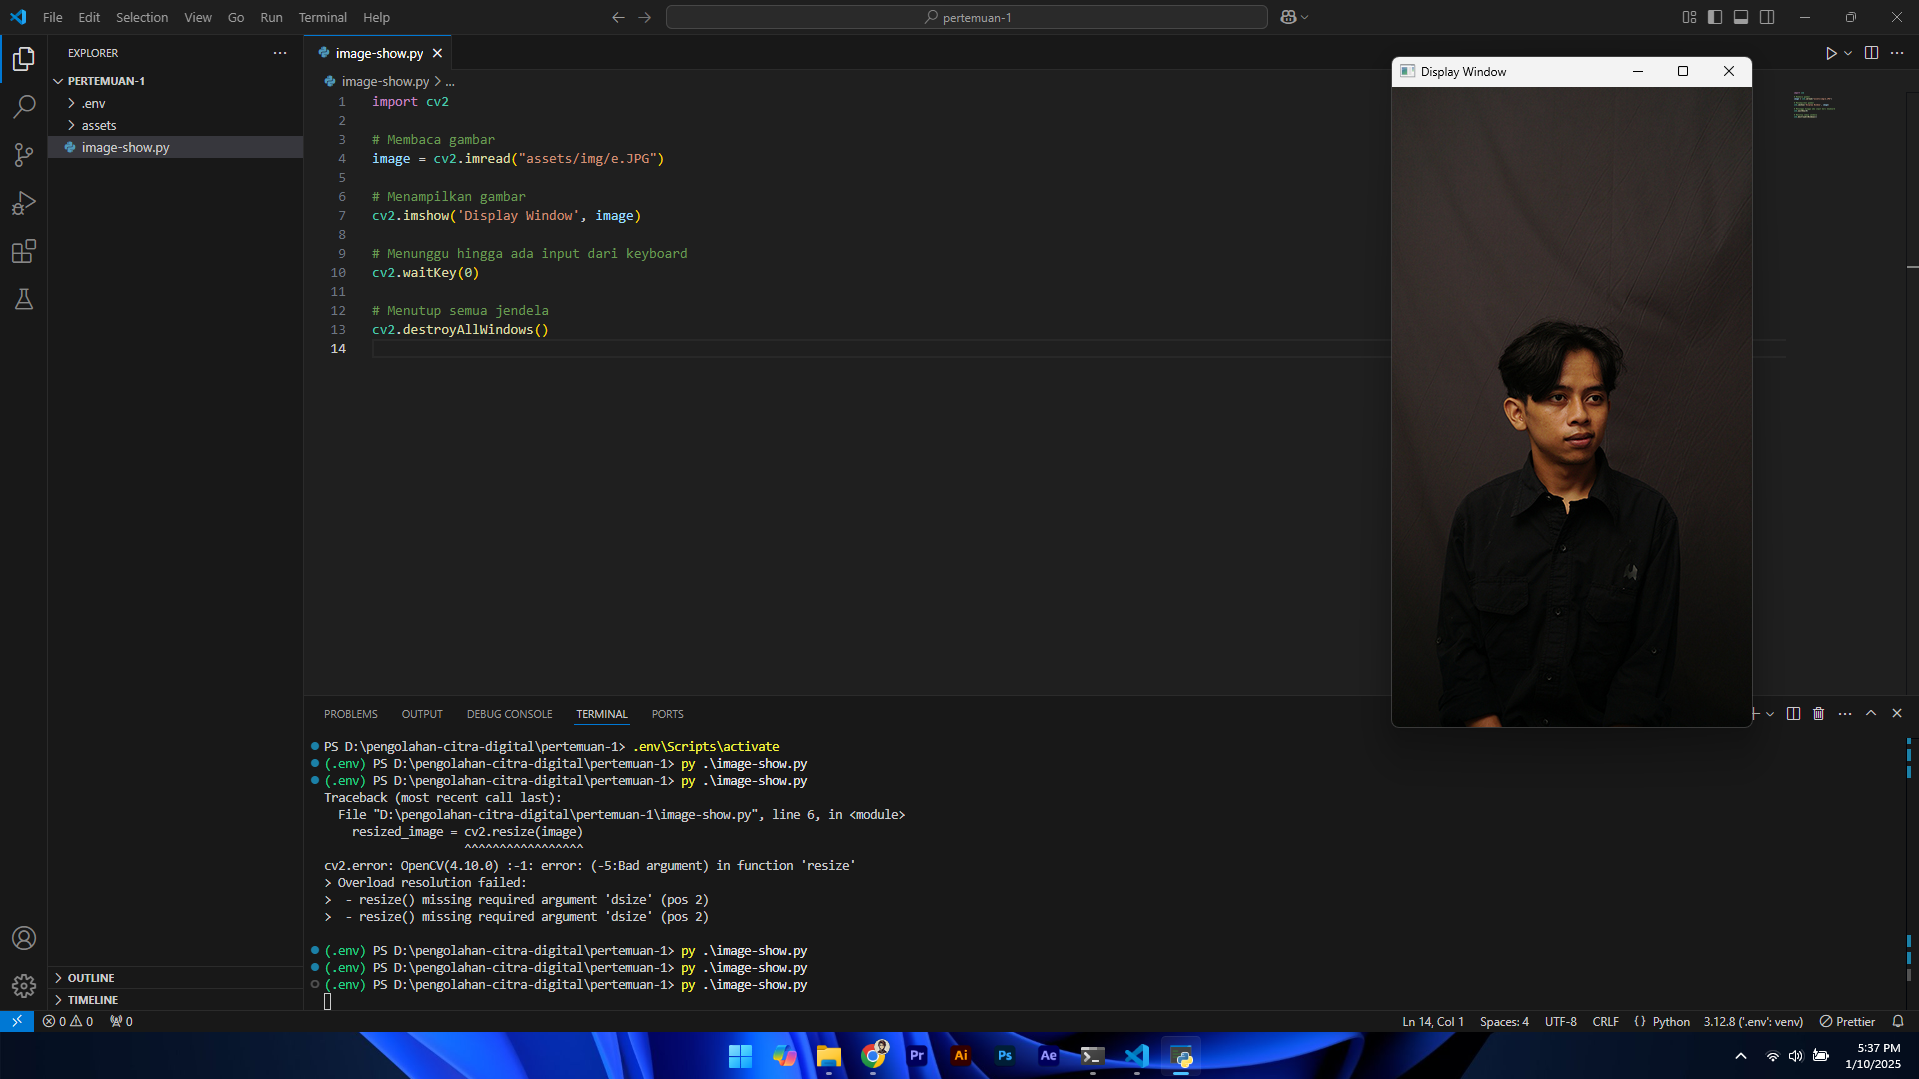 File Edit Selection View Go Run Terminal Help
pertemuan-1
EXPLORER
PERTEMUAN-1
.env
assets
image-show.py
OUTLINE
TIMELINE
image-show.py
image-show.py > ...
1 import cv2
2
3 # Membaca gambar
4 image = cv2.imread("assets/img/e.JPG")
5
6 # Menampilkan gambar
7 cv2.imshow('Display Window', image)
8
9 # Menunggu hingga ada input dari keyboard
10 cv2.waitKey(0)
11
12 # Menutup semua jendela
13 cv2.destroyAllWindows()
14
Display Window
PROBLEMS OUTPUT DEBUG CONSOLE TERMINAL PORTS
PS D:\pengolahan-citra-digital\pertemuan-1> .env\Scripts\activate
(.env) PS D:\pengolahan-citra-digital\pertemuan-1> py .\image-show.py
(.env) PS D:\pengolahan-citra-digital\pertemuan-1> py .\image-show.py
Traceback (most recent call last):
File "D:\pengolahan-citra-digital\pertemuan-1\image-show.py", line 6, in <module>
resized_image = cv2.resize(image)
^^^^^^^^^^^^^^^^^
cv2.error: OpenCV(4.10.0) :-1: error: (-5:Bad argument) in function 'resize'
> Overload resolution failed:
>  - resize() missing required argument 'dsize' (pos 2)
>  - resize() missing required argument 'dsize' (pos 2)
(.env) PS D:\pengolahan-citra-digital\pertemuan-1> py .\image-show.py
(.env) PS D:\pengolahan-citra-digital\pertemuan-1> py .\image-show.py
(.env) PS D:\pengolahan-citra-digital\pertemuan-1> py .\image-show.py
0 0 0 Ln 14, Col 1 Spaces: 4 UTF-8 CRLF {} Python 3.12.8 ('.env': venv) Prettier
Pr Ai Ps Ae
5:37 PM
1/10/2025